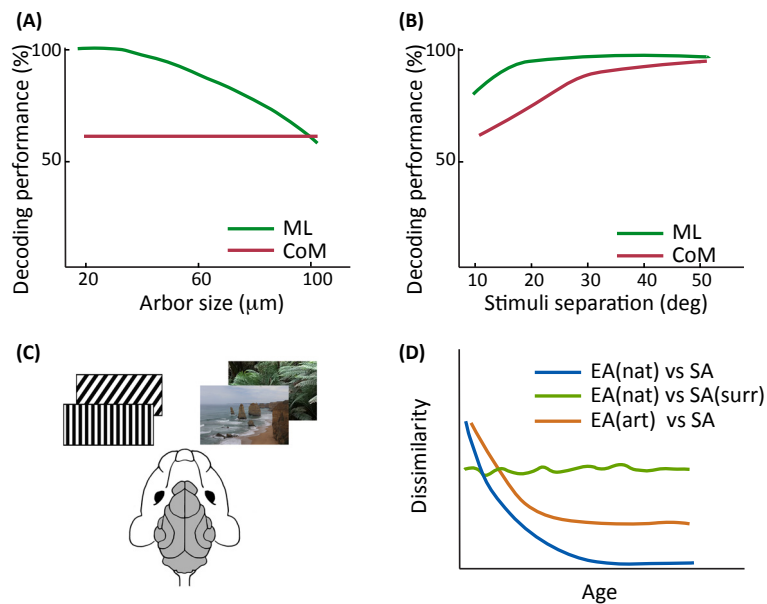 (A)
Decoding performance (%)
100
50
ML
CoM
20 60 100
Arbor size (μm)
(B)
Decoding performance (%)
100
50
ML
CoM
10 20 30 40 50
Stimuli separation (deg)
(C)
(D)
Dissimilarity
EA(nat) vs SA
EA(nat) vs SA(surr)
EA(art) vs SA
Age